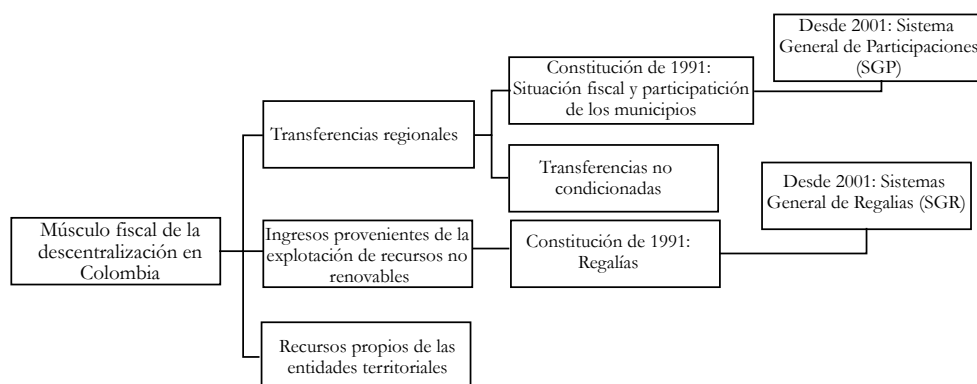 Músculo fiscal de la
descentralización en
Colombia
Transferencias regionales
Constitución de 1991:
Situación fiscal y participatición
de los municipios
Desde 2001: Sistema
General de Participaciones
(SGP)
Transferencias no
condicionadas
Ingresos provenientes de la
explotación de recursos no
renovables
Constitución de 1991:
Regalías
Desde 2001: Sistemas
General de Regalias (SGR)
Recursos propios de las
entidades territoriales